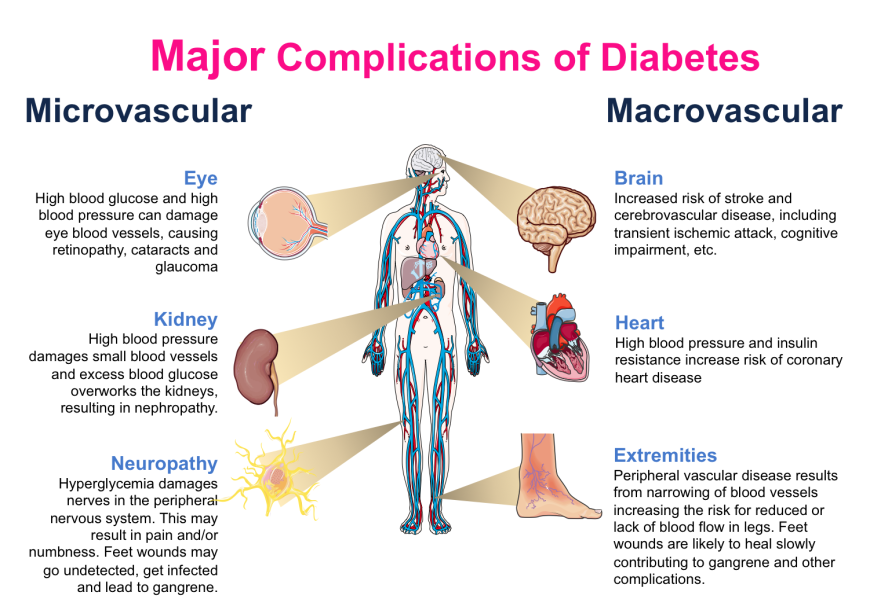 Major Complications of Diabetes
Microvascular
Macrovascular
Eye
High blood glucose and high
blood pressure can damage
eye blood vessels, causing
retinopathy, cataracts and
glaucoma
Kidney
High blood pressure
damages small blood vessels
and excess blood glucose
overworks the kidneys,
resulting in nephropathy.
Neuropathy
Hyperglycemia damages
nerves in the peripheral
nervous system. This may
result in pain and/or
numbness. Feet wounds may
go undetected, get infected
and lead to gangrene.
Brain
Increased risk of stroke and
cerebrovascular disease, including
transient ischemic attack, cognitive
impairment, etc.
Heart
High blood pressure and insulin
resistance increase risk of coronary
heart disease
Extremities
Peripheral vascular disease results
from narrowing of blood vessels
increasing the risk for reduced or
lack of blood flow in legs. Feet
wounds are likely to heal slowly
contributing to gangrene and other
complications.